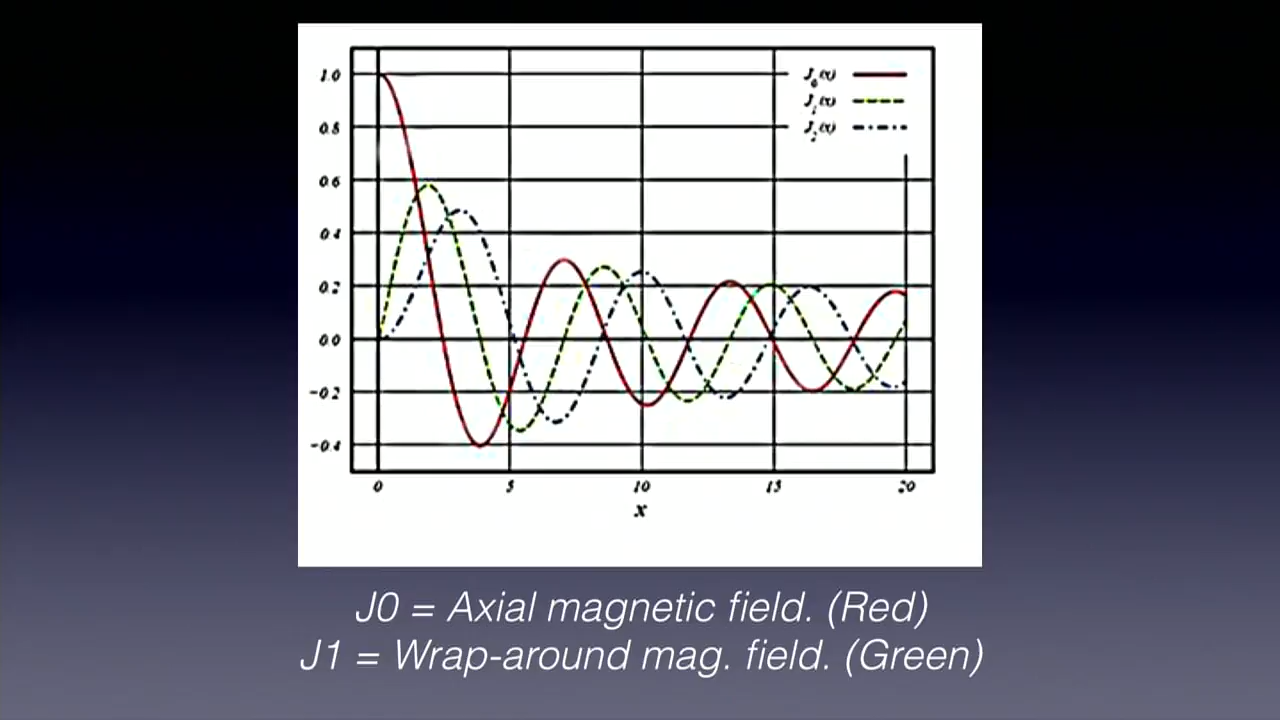 1.0
0.8
0.6
0.4
0.2
0.0
-0.2
-0.4
J0(x)
J1(x)
J2(x)
0 5 10 15 20
x
J0 = Axial magnetic field. (Red)
J1 = Wrap-around mag. field. (Green)